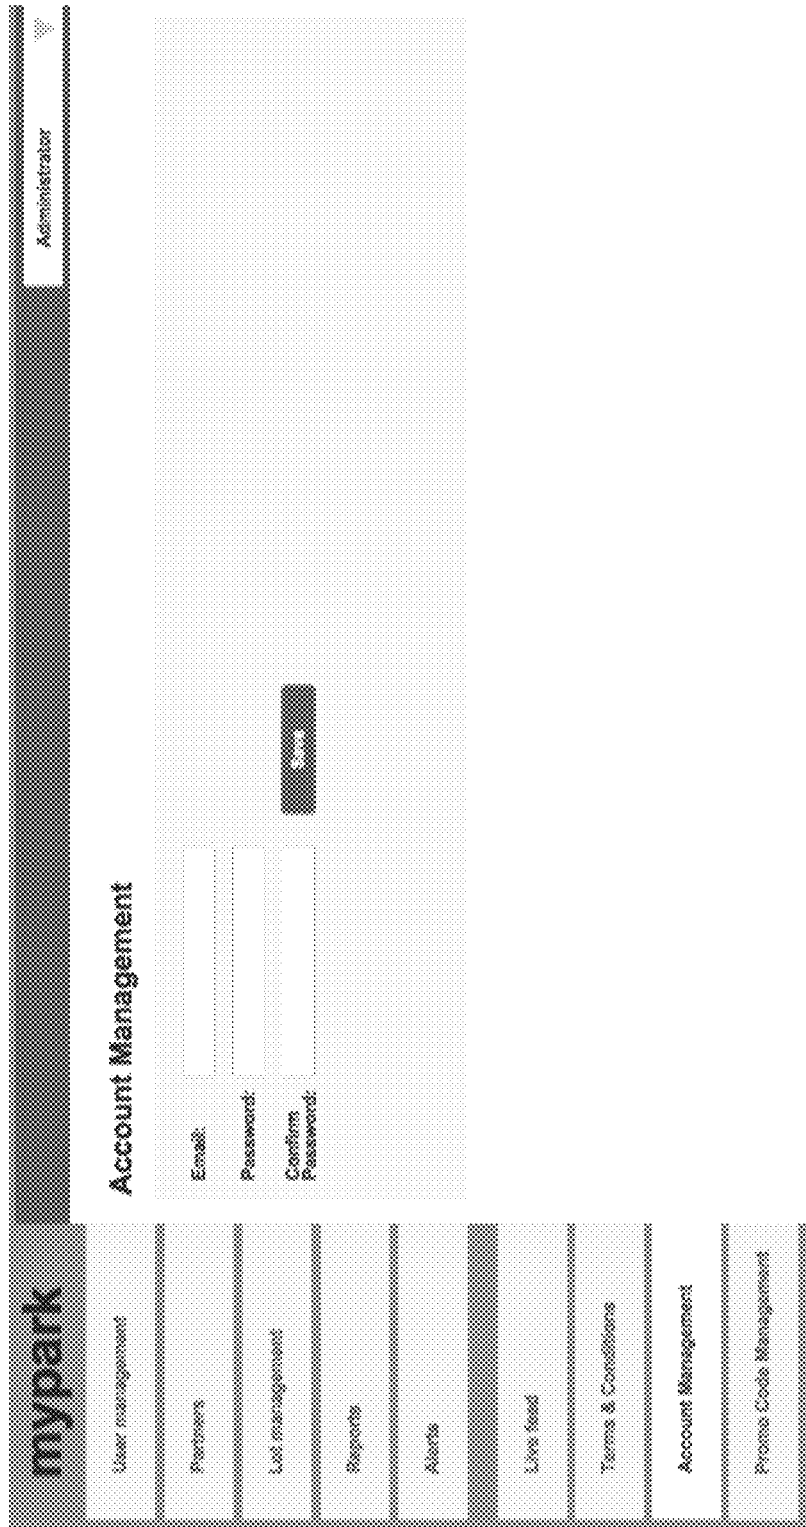 mypark
Administrator
User management
Partners
Lot management
Reports
Alerts
Live feed
Terms & Conditions
Account Management
Promo Code Management
Account Management
Email:
Password:
Confirm
Password:
Save